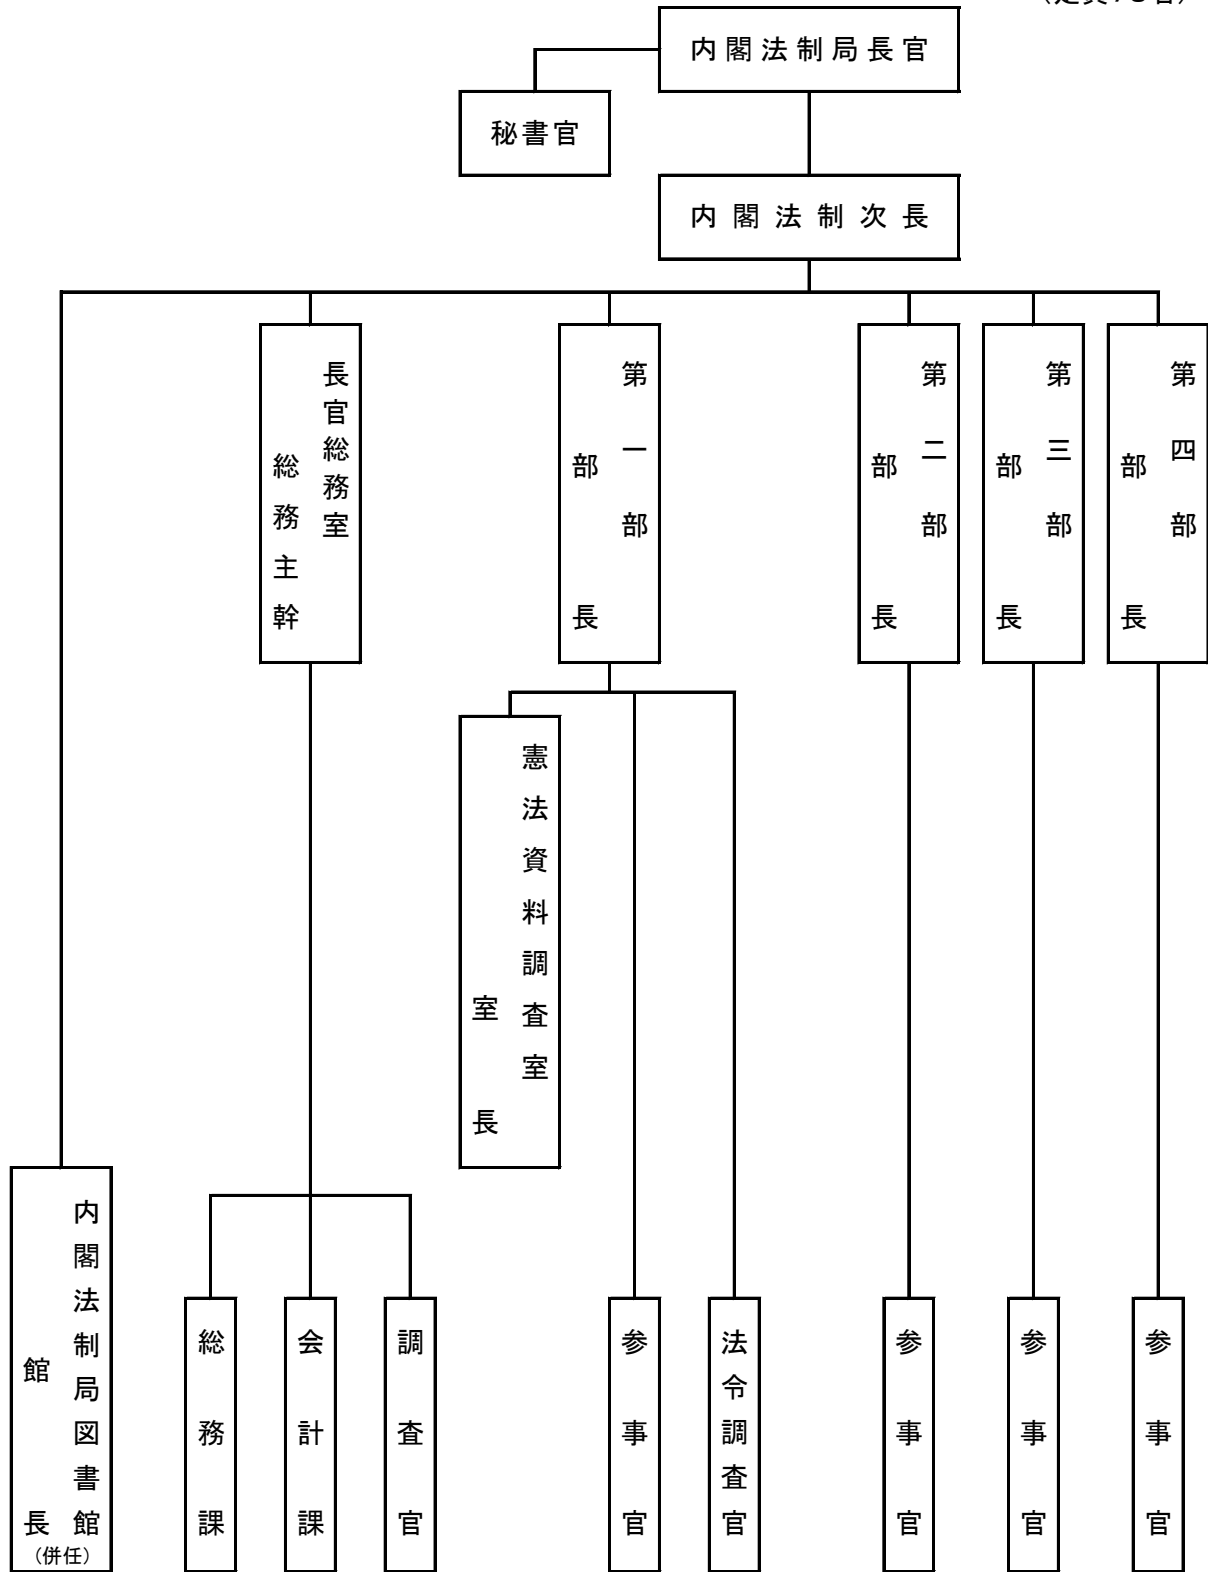 内閣法制局長官
秘書官
内閣法制次長
長官総務室
総務主幹
第一部
部長
第二部
部長
第三部
部長
第四部
部長
憲法資料調査室
室長
内閣法制局図書館
館長
(併任)
総務課
会計課
調査官
参事官
法令調査官
参事官
参事官
参事官